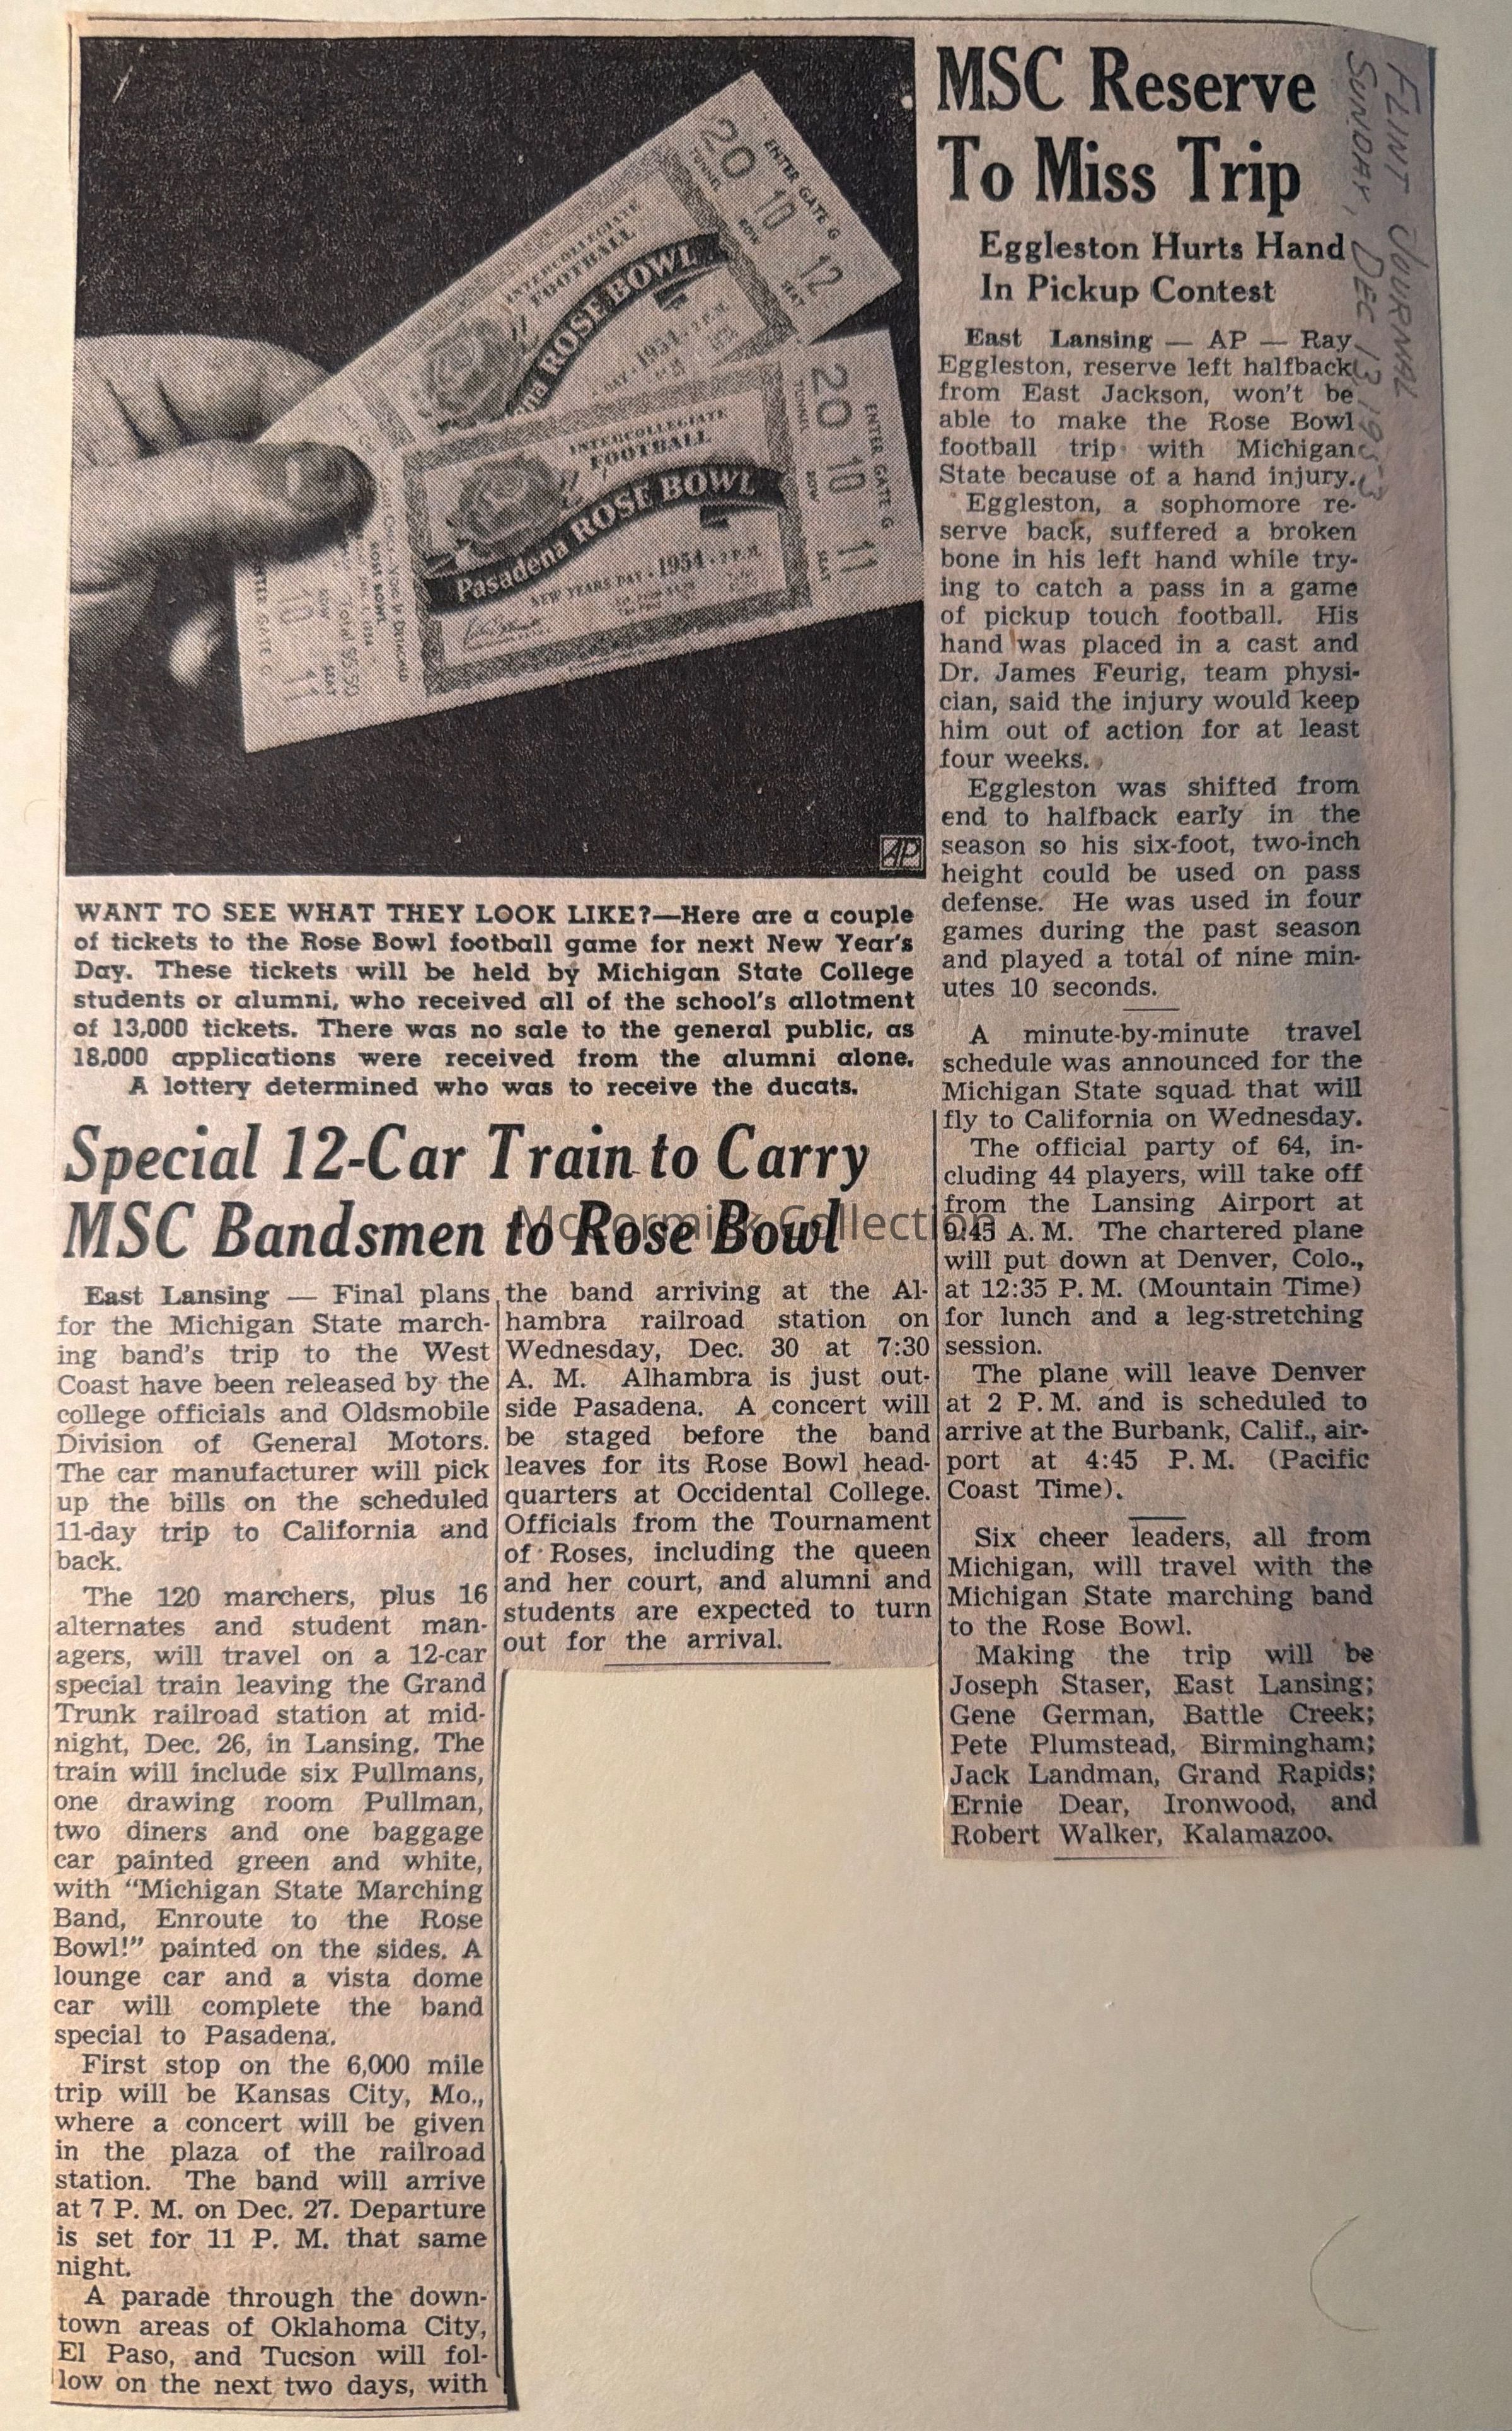 20
TUNNEL
10
ROW
12
SEAT
ENTER GATE G
INTERCOLLEGIATE
FOOTBALL
ROSE BOWL
DAY • 1954 • 2 P.M.
20
TUNNEL
10
ROW
11
SEAT
ENTER GATE G
INTERCOLLEGIATE
FOOTBALL
Pasadena ROSE BOWL
NEW YEARS DAY • 1954 • 2 P.M.
Total $5.50
ROW
SEAT
AP
WANT TO SEE WHAT THEY LOOK LIKE?—Here are a couple
of tickets to the Rose Bowl football game for next New Year's
Day. These tickets will be held by Michigan State College
students or alumni, who received all of the school's allotment
of 13,000 tickets. There was no sale to the general public, as
18,000 applications were received from the alumni alone.
A lottery determined who was to receive the ducats.
Special 12-Car Train to Carry
MSC Bandsmen to Rose Bowl
East Lansing — Final plans
for the Michigan State march-
ing band's trip to the West
Coast have been released by the
college officials and Oldsmobile
Division of General Motors.
The car manufacturer will pick
up the bills on the scheduled
11-day trip to California and
back.
The 120 marchers, plus 16
alternates and student man-
agers, will travel on a 12-car
special train leaving the Grand
Trunk railroad station at mid-
night, Dec. 26, in Lansing. The
train will include six Pullmans,
one drawing room Pullman,
two diners and one baggage
car painted green and white,
with "Michigan State Marching
Band, Enroute to the Rose
Bowl!" painted on the sides. A
lounge car and a vista dome
car will complete the band
special to Pasadena.
First stop on the 6,000 mile
trip will be Kansas City, Mo.,
where a concert will be given
in the plaza of the railroad
station. The band will arrive
at 7 P. M. on Dec. 27. Departure
is set for 11 P. M. that same
night.
A parade through the down-
town areas of Oklahoma City,
El Paso, and Tucson will fol-
low on the next two days, with
the band arriving at the Al-
hambra railroad station on
Wednesday, Dec. 30 at 7:30
A. M. Alhambra is just out-
side Pasadena. A concert will
be staged before the band
leaves for its Rose Bowl head-
quarters at Occidental College.
Officials from the Tournament
of Roses, including the queen
and her court, and alumni and
students are expected to turn
out for the arrival.
MSC Reserve
To Miss Trip
Eggleston Hurts Hand
In Pickup Contest
East Lansing — AP — Ray
Eggleston, reserve left halfback
from East Jackson, won't be
able to make the Rose Bowl
football trip with Michigan
State because of a hand injury.
Eggleston, a sophomore re-
serve back, suffered a broken
bone in his left hand while try-
ing to catch a pass in a game
of pickup touch football. His
hand was placed in a cast and
Dr. James Feurig, team physi-
cian, said the injury would keep
him out of action for at least
four weeks.
Eggleston was shifted from
end to halfback early in the
season so his six-foot, two-inch
height could be used on pass
defense. He was used in four
games during the past season
and played a total of nine min-
utes 10 seconds.
A minute-by-minute travel
schedule was announced for the
Michigan State squad that will
fly to California on Wednesday.
The official party of 64, in-
cluding 44 players, will take off
from the Lansing Airport at
9:45 A. M. The chartered plane
will put down at Denver, Colo.,
at 12:35 P. M. (Mountain Time)
for lunch and a leg-stretching
session.
The plane will leave Denver
at 2 P. M. and is scheduled to
arrive at the Burbank, Calif., air-
port at 4:45 P. M. (Pacific
Coast Time).
Six cheer leaders, all from
Michigan, will travel with the
Michigan State marching band
to the Rose Bowl.
Making the trip will be
Joseph Staser, East Lansing;
Gene German, Battle Creek;
Pete Plumstead, Birmingham;
Jack Landman, Grand Rapids;
Ernie Dear, Ironwood, and
Robert Walker, Kalamazoo.
FLINT JOURNAL
SUNDAY, DEC 13, 1953
McCormick Collection